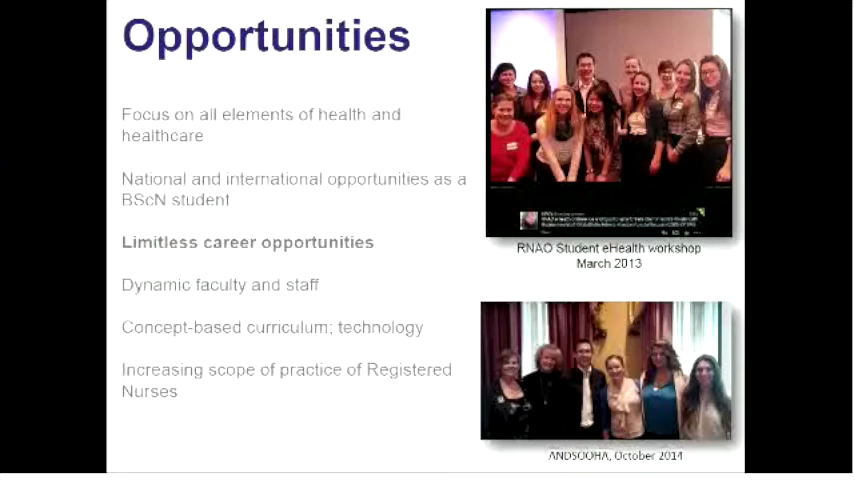 Opportunities
Focus on all elements of health and
healthcare
National and international opportunities as a
BScN student
Limitless career opportunities
Dynamic faculty and staff
Concept-based curriculum; technology
Increasing scope of practice of Registered
Nurses
RNAO Student eHealth workshop
March 2013
ANDSOOHA, October 2014